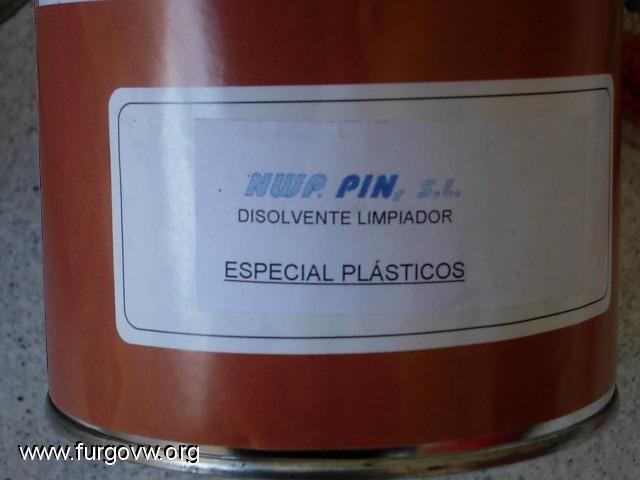 NWP. PIN, S.L.
DISOLVENTE LIMPIADOR
ESPECIAL PLÁSTICOS
www.furgovw.org